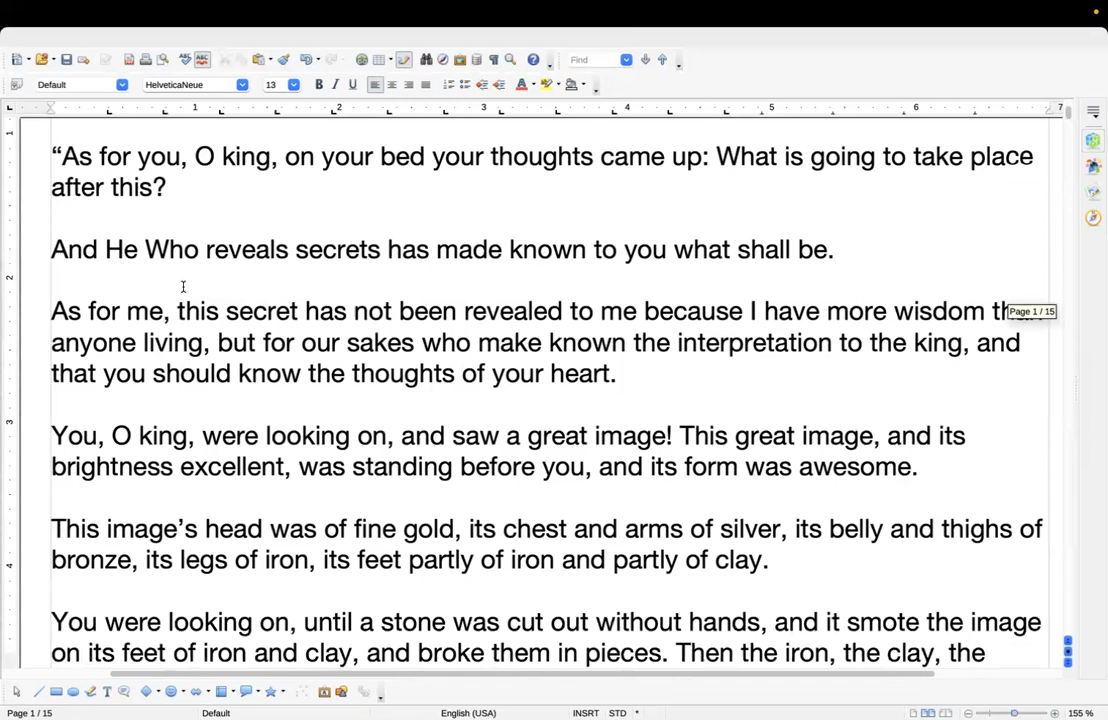 Find
Default
HelveticaNeue
13
B I U
1 2 3 4 5 6 7
“As for you, O king, on your bed your thoughts came up: What is going to take place
after this?
And He Who reveals secrets has made known to you what shall be.
As for me, this secret has not been revealed to me because I have more wisdom
Page 1 / 15
anyone living, but for our sakes who make known the interpretation to the king, and
that you should know the thoughts of your heart.
You, O king, were looking on, and saw a great image! This great image, and its
brightness excellent, was standing before you, and its form was awesome.
This image’s head was of fine gold, its chest and arms of silver, its belly and thighs of
bronze, its legs of iron, its feet partly of iron and partly of clay.
You were looking on, until a stone was cut out without hands, and it smote the image
on its feet of iron and clay, and broke them in pieces. Then the iron, the clay, the
Page 1 / 15
Default
English (USA)
INSRT
STD
*
155 %